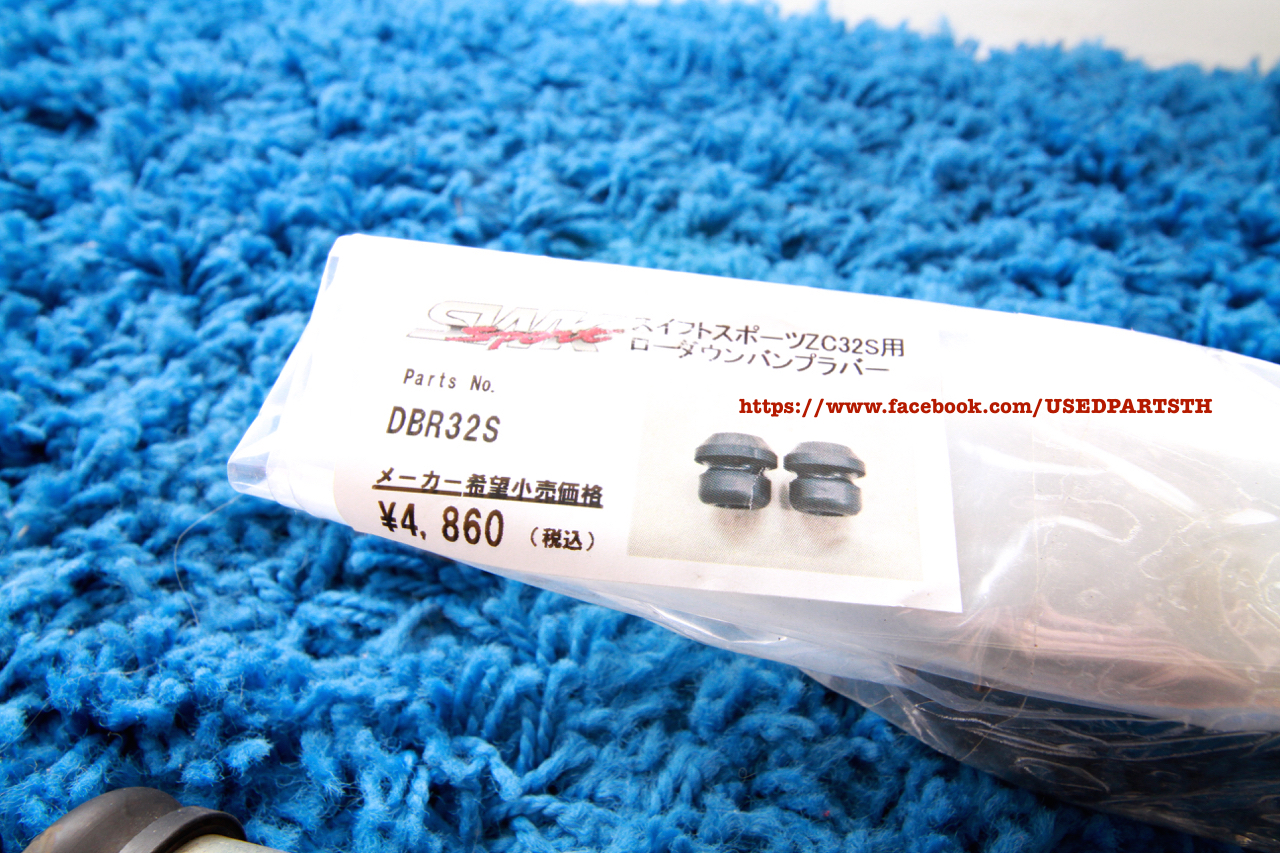 SWK
Sport
スイフトスポーツZC32S用
ローダウンバンプラバー
Parts No.
DBR32S
https://www.facebook.com/USEDPARTSTH
メーカー希望小売価格
¥4,860 (税込)